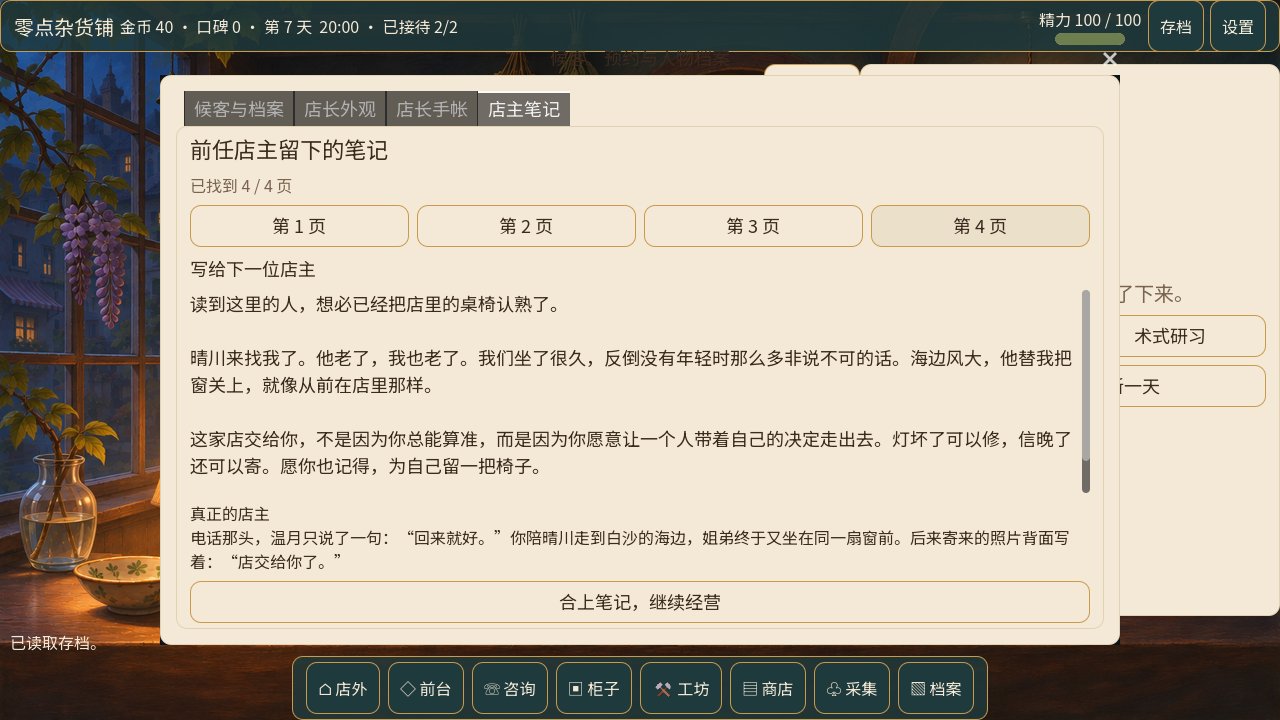 零点杂货铺 金币 40 · 口碑 0 · 第 7 天 20:00 · 已接待 2/2
精力 100 / 100
存档
设置
预约与人物档案
×
候客与档案
店长外观
店长手帐
店主笔记
前任店主留下的笔记
已找到 4 / 4 页
第 1 页
第 2 页
第 3 页
第 4 页
写给下一位店主
读到这里的人，想必已经把店里的桌椅认熟了。
晴川来找我了。他老了，我也老了。我们坐了很久，反倒没有年轻时那么多非说不可的话。海边风大，他替我把
窗关上，就像从前在店里那样。
这家店交给你，不是因为你总能算准，而是因为你愿意让一个人带着自己的决定走出去。灯坏了可以修，信晚了
还可以寄。愿你也记得，为自己留一把椅子。
真正的店主
电话那头，温月只说了一句：“回来就好。”你陪晴川走到白沙的海边，姐弟终于又坐在同一扇窗前。后来寄来的照片背面写
着：“店交给你了。”
合上笔记，继续经营
了下来。
术式研习
一天
已读取存档。
店外
前台
咨询
柜子
工坊
商店
采集
档案